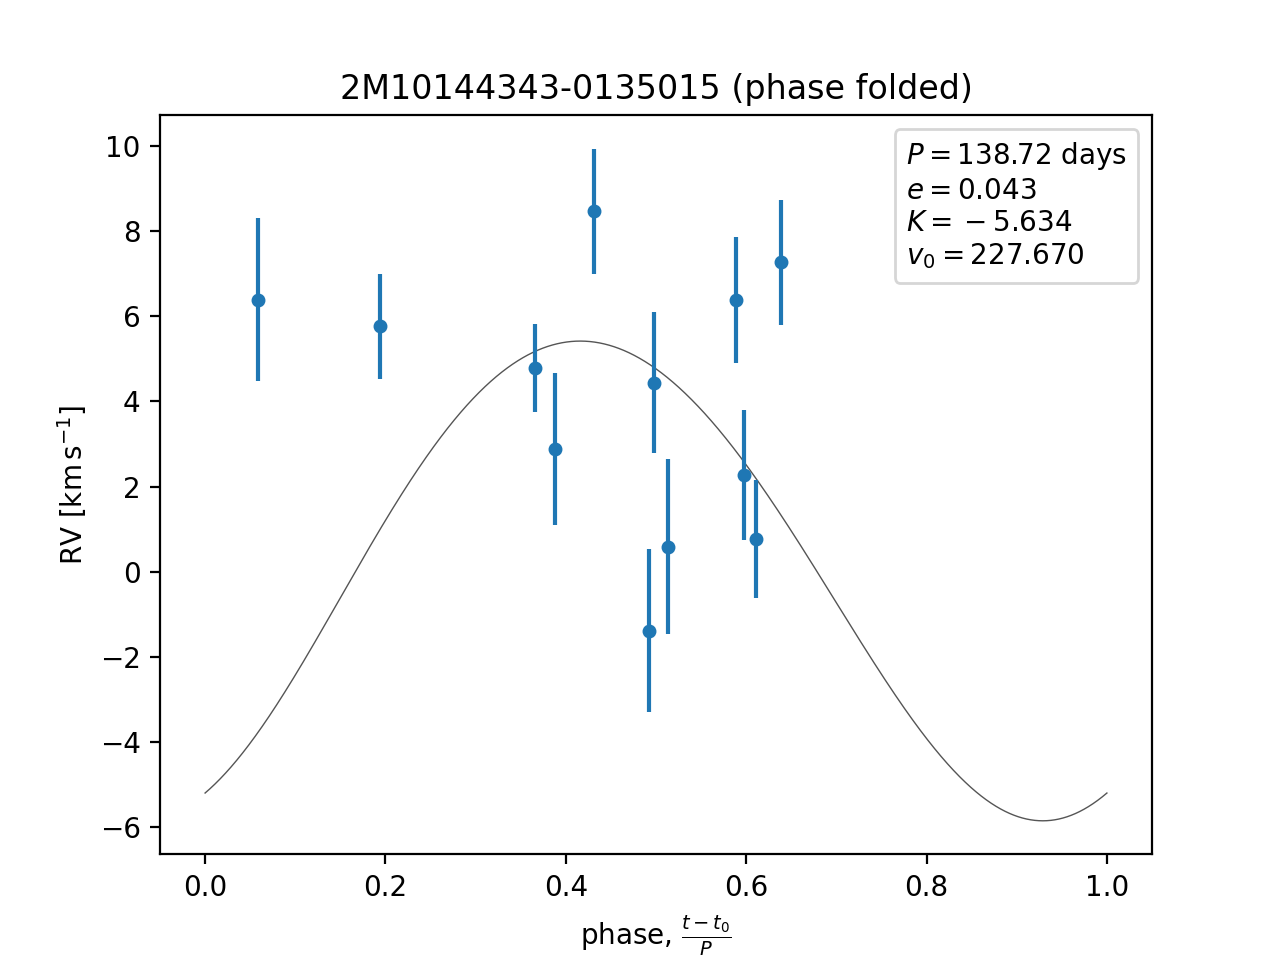 2M10144343-0135015 (phase folded)
P = 138.72 days
e = 0.043
K = −5.634
v₀ = 227.670
10
8
6
4
2
0
−2
−4
−6
RV [km s⁻¹]
0.0 0.2 0.4 0.6 0.8 1.0
phase, (t − t₀)/P